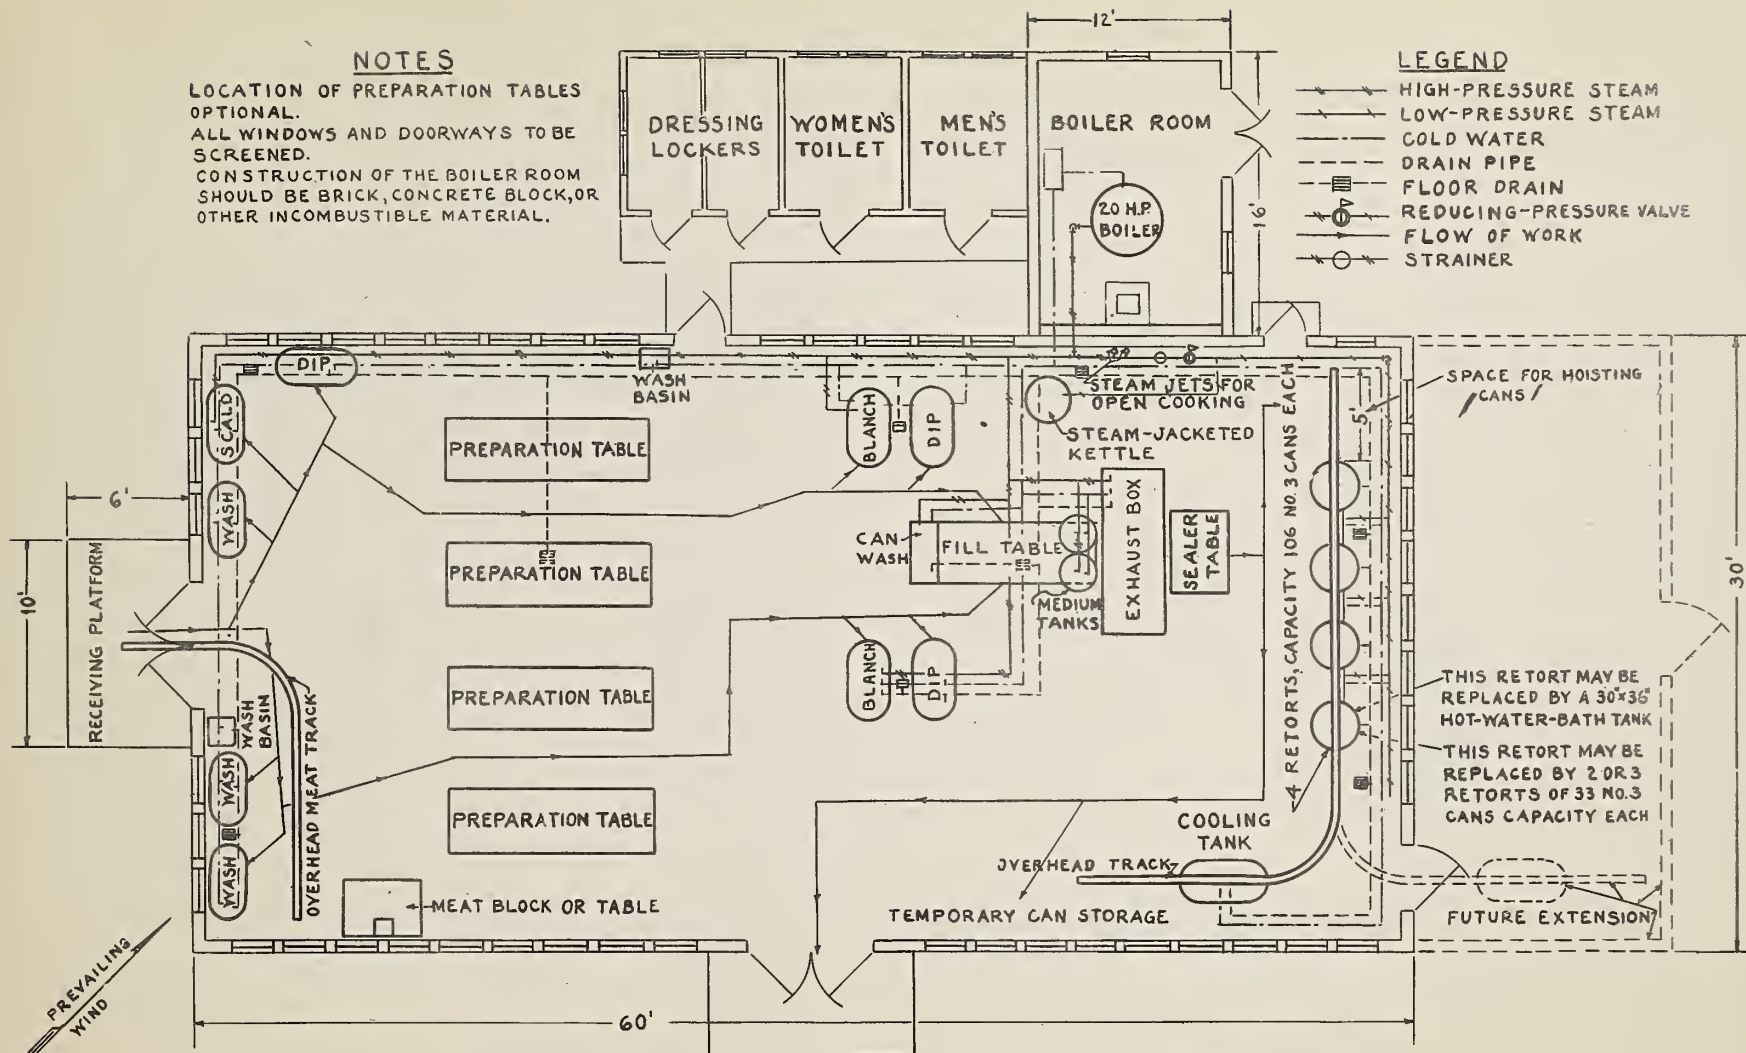 NOTES
LOCATION OF PREPARATION TABLES
OPTIONAL.
ALL WINDOWS AND DOORWAYS TO BE
SCREENED.
CONSTRUCTION OF THE BOILER ROOM
SHOULD BE BRICK, CONCRETE BLOCK, OR
OTHER INCOMBUSTIBLE MATERIAL.
12'
LEGEND
HIGH-PRESSURE STEAM
LOW-PRESSURE STEAM
COLD WATER
DRAIN PIPE
FLOOR DRAIN
REDUCING-PRESSURE VALVE
FLOW OF WORK
STRAINER
DRESSING
LOCKERS
WOMEN'S
TOILET
MEN'S
TOILET
BOILER ROOM
20 H.P.
BOILER
16'
DIP
SCALD
WASH
WASH
BASIN
BLANCH
DIP
STEAM JETS FOR
OPEN COOKING
STEAM-JACKETED
KETTLE
SPACE FOR HOISTING
CANS
5'
PREPARATION TABLE
6'
10'
RECEIVING PLATFORM
PREPARATION TABLE
CAN
WASH
FILL TABLE
MEDIUM
TANKS
EXHAUST BOX
SEALER
TABLE
4 RETORTS, CAPACITY 106 NO. 3 CANS EACH
30'
WASH
BASIN
OVERHEAD MEAT TRACK
PREPARATION TABLE
BLANCH
DIP
THIS RETORT MAY BE
REPLACED BY A 30"x36"
HOT-WATER-BATH TANK
THIS RETORT MAY BE
REPLACED BY 2 OR 3
RETORTS OF 33 NO.3
CANS CAPACITY EACH
WASH
WASH
PREPARATION TABLE
COOLING
TANK
OVERHEAD TRACK
MEAT BLOCK OR TABLE
TEMPORARY CAN STORAGE
FUTURE EXTENSION
PREVAILING
WIND
60'